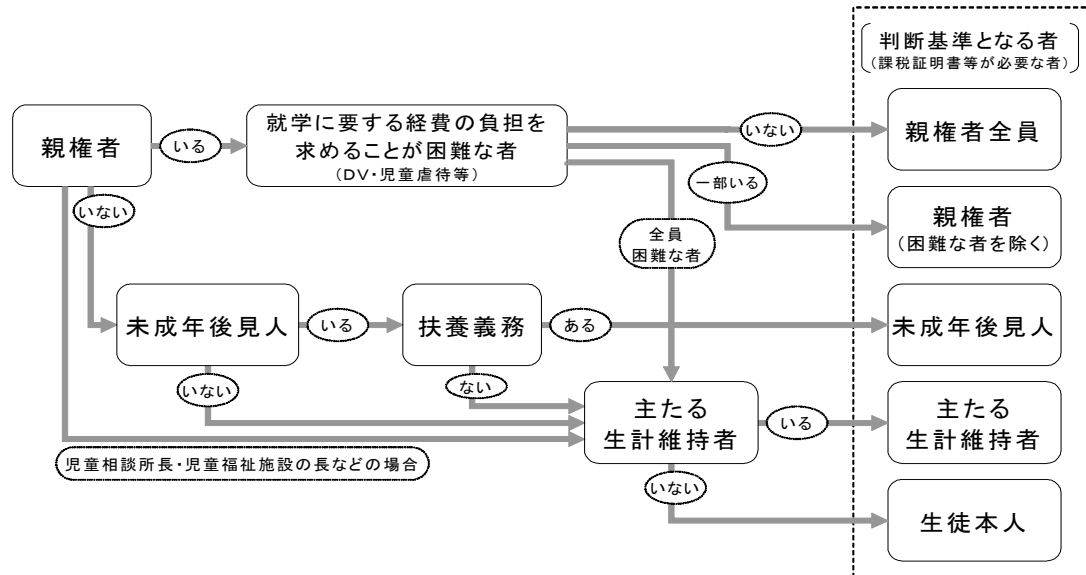 判断基準となる者
（課税証明書等が必要な者）
親権者
いる
就学に要する経費の負担を
求めることが困難な者
（DV・児童虐待等）
いない
親権者全員
一部いる
親権者
（困難な者を除く）
いない
全員
困難な者
未成年後見人
いる
扶養義務
ある
未成年後見人
いない
ない
主たる
生計維持者
いる
主たる
生計維持者
児童相談所長・児童福祉施設の長などの場合
いない
生徒本人